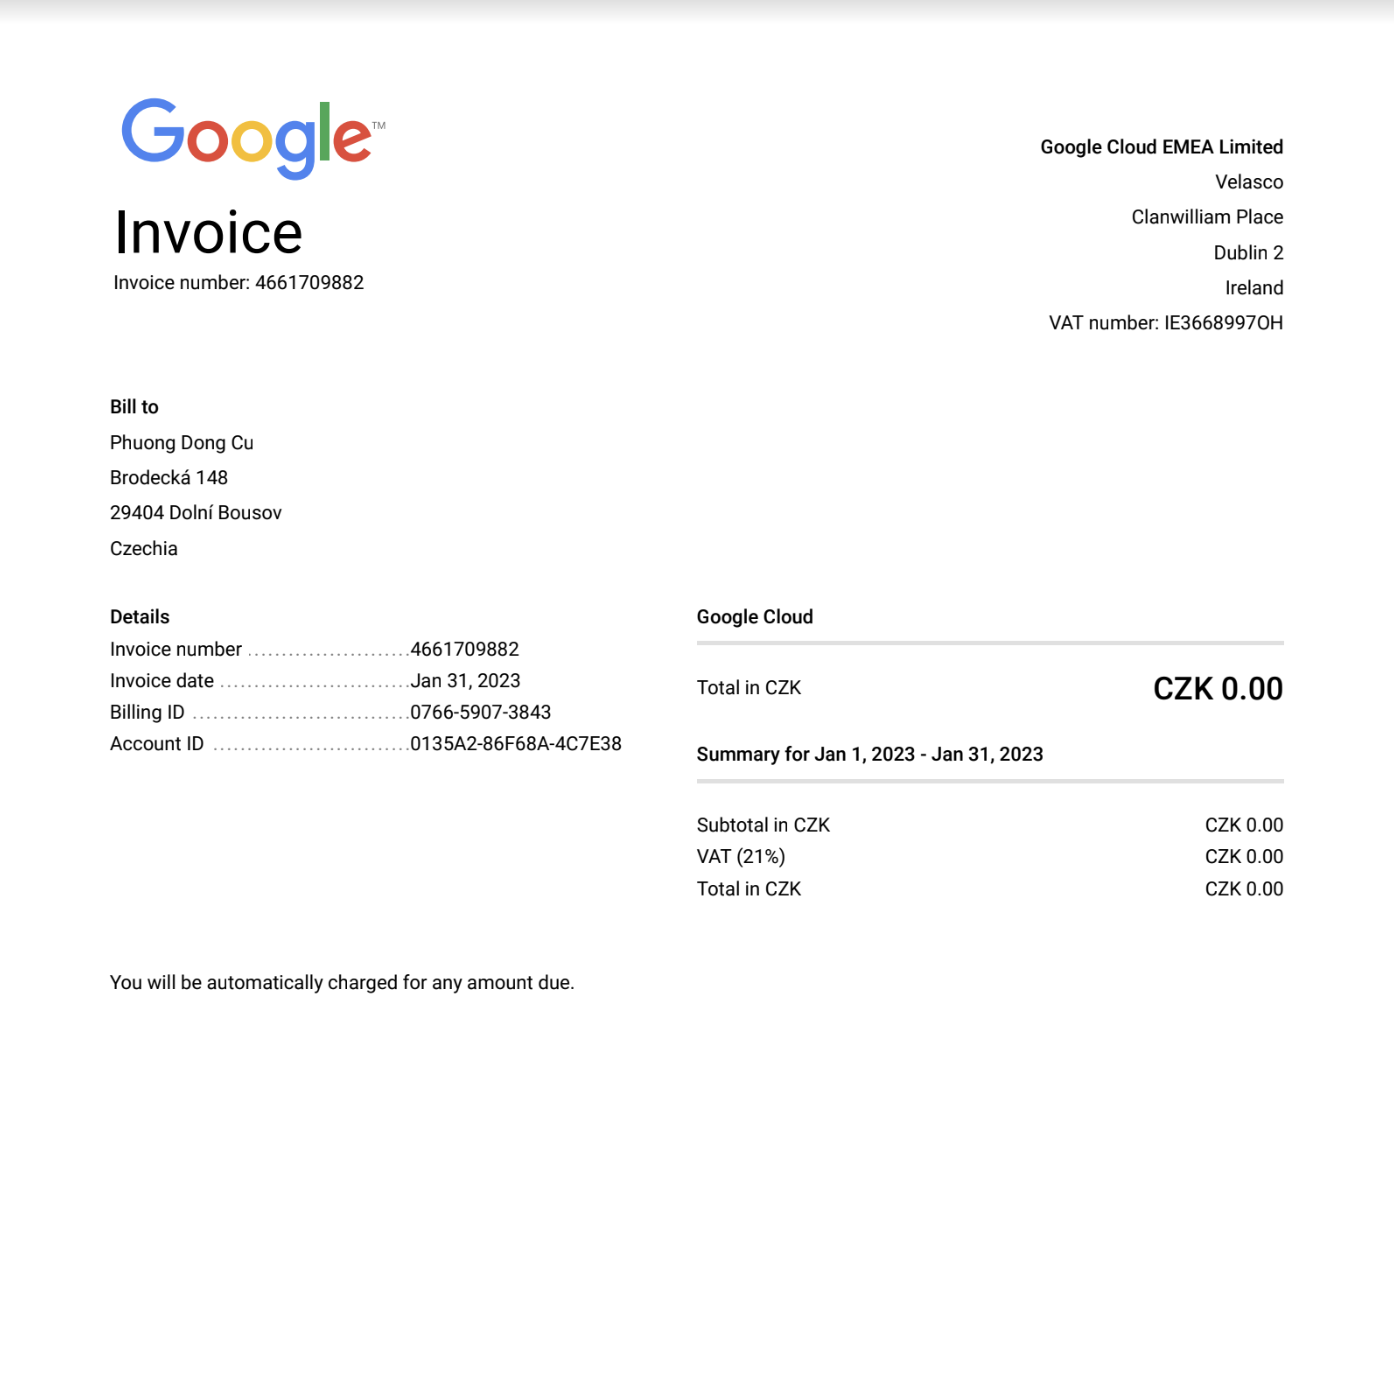 Google™
Invoice
Invoice number: 4661709882
Google Cloud EMEA Limited
Velasco
Clanwilliam Place
Dublin 2
Ireland
VAT number: IE3668997OH
Bill to
Phuong Dong Cu
Brodecká 148
29404 Dolní Bousov
Czechia
Details
Invoice number ........................4661709882
Invoice date ............................Jan 31, 2023
Billing ID ................................0766-5907-3843
Account ID .............................0135A2-86F68A-4C7E38
Google Cloud
Total in CZK CZK 0.00
Summary for Jan 1, 2023 - Jan 31, 2023
Subtotal in CZK CZK 0.00
VAT (21%) CZK 0.00
Total in CZK CZK 0.00
You will be automatically charged for any amount due.